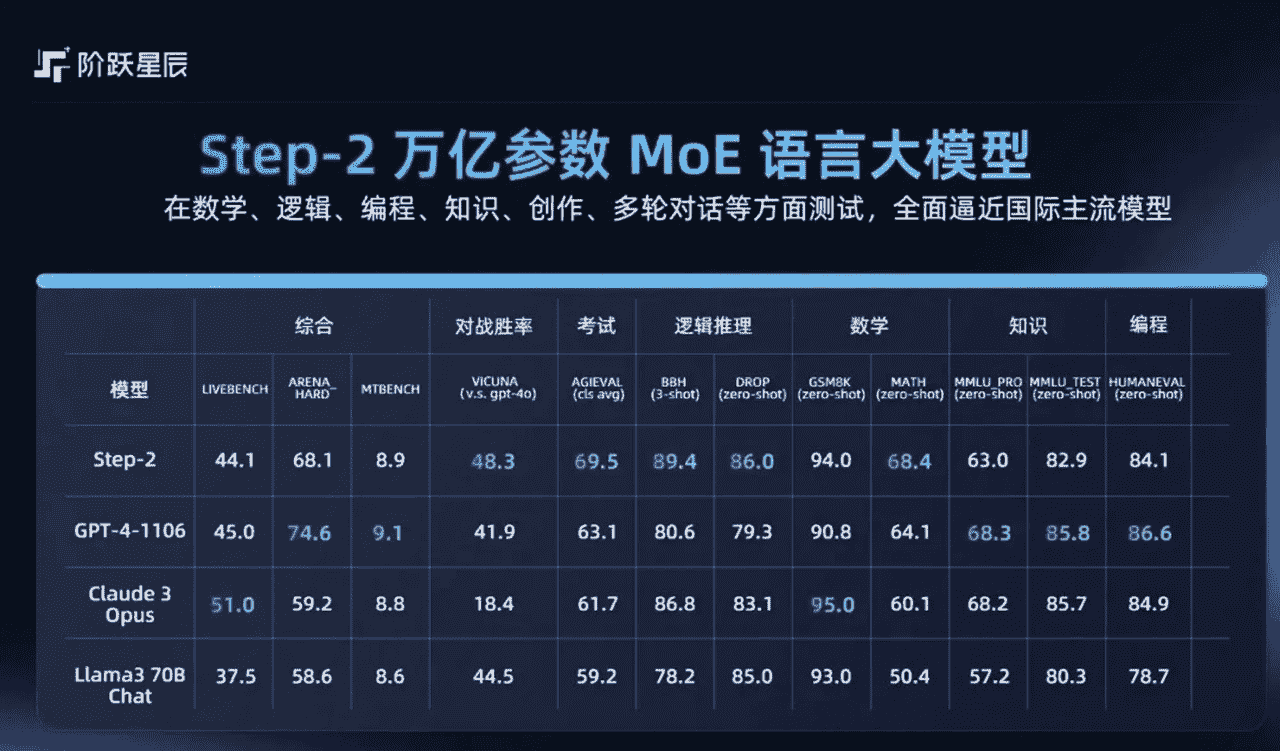 阶跃星辰
Step-2 万亿参数 MoE 语言大模型
在数学、逻辑、编程、知识、创作、多轮对话等方面测试，全面逼近国际主流模型
综合 对战胜率 考试 逻辑推理 数学 知识 编程
模型 LIVEBENCH ARENA_HARD MTBENCH VICUNA (v.s. gpt-4o) AGIEVAL (cls avg) BBH (3-shot) DROP (zero-shot) GSM8K (zero-shot) MATH (zero-shot) MMLU_PRO (zero-shot) MMLU_TEST (zero-shot) HUMANEVAL (zero-shot)
Step-2 44.1 68.1 8.9 48.3 69.5 89.4 86.0 94.0 68.4 63.0 82.9 84.1
GPT-4-1106 45.0 74.6 9.1 41.9 63.1 80.6 79.3 90.8 64.1 68.3 85.8 86.6
Claude 3 Opus 51.0 59.2 8.8 18.4 61.7 86.8 83.1 95.0 60.1 68.2 85.7 84.9
Llama3 70B Chat 37.5 58.6 8.6 44.5 59.2 78.2 85.0 93.0 50.4 57.2 80.3 78.7